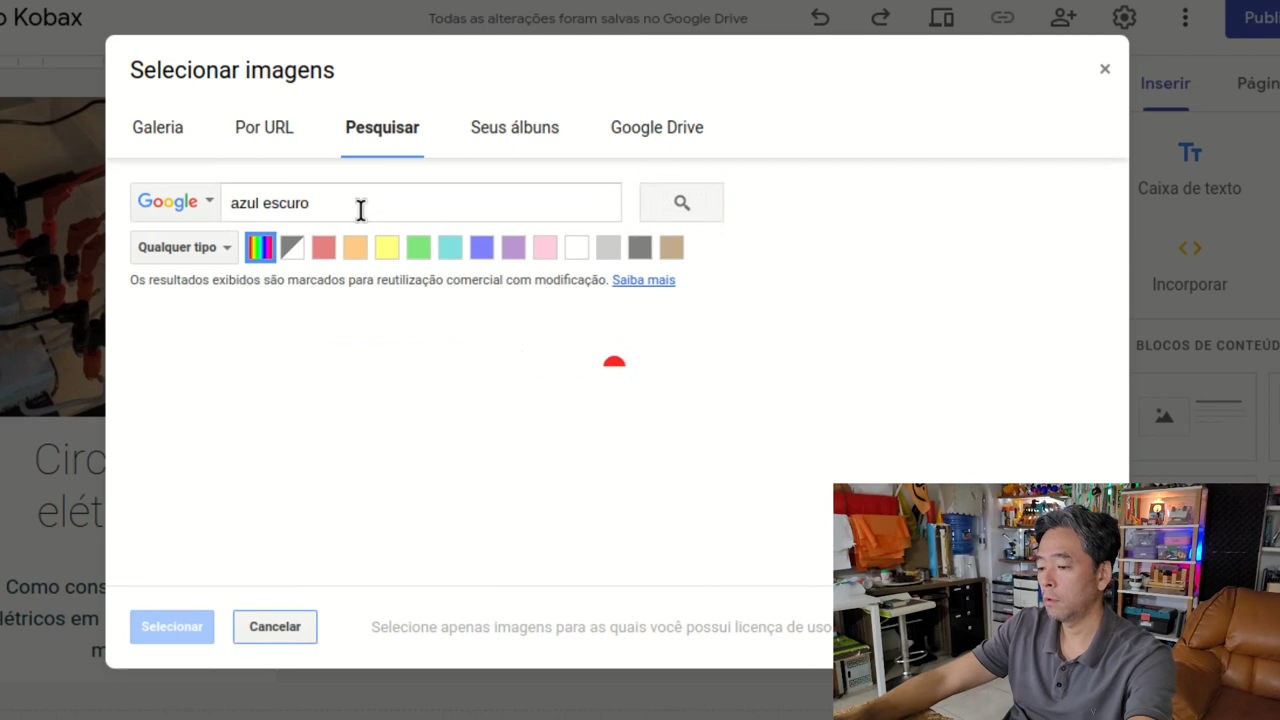 o Kobax
Todas as alterações foram salvas no Google Drive
Publi
Selecionar imagens
×
Inserir
Págin
Galeria
Por URL
Pesquisar
Seus álbuns
Google Drive
Google
azul escuro
Caixa de texto
Qualquer tipo
Os resultados exibidos são marcados para reutilização comercial com modificação. Saiba mais
Incorporar
BLOCOS DE CONTEÚD
Circ
elét
Como cons
létricos em
m
Selecionar
Cancelar
Selecione apenas imagens para as quais você possui licença de uso